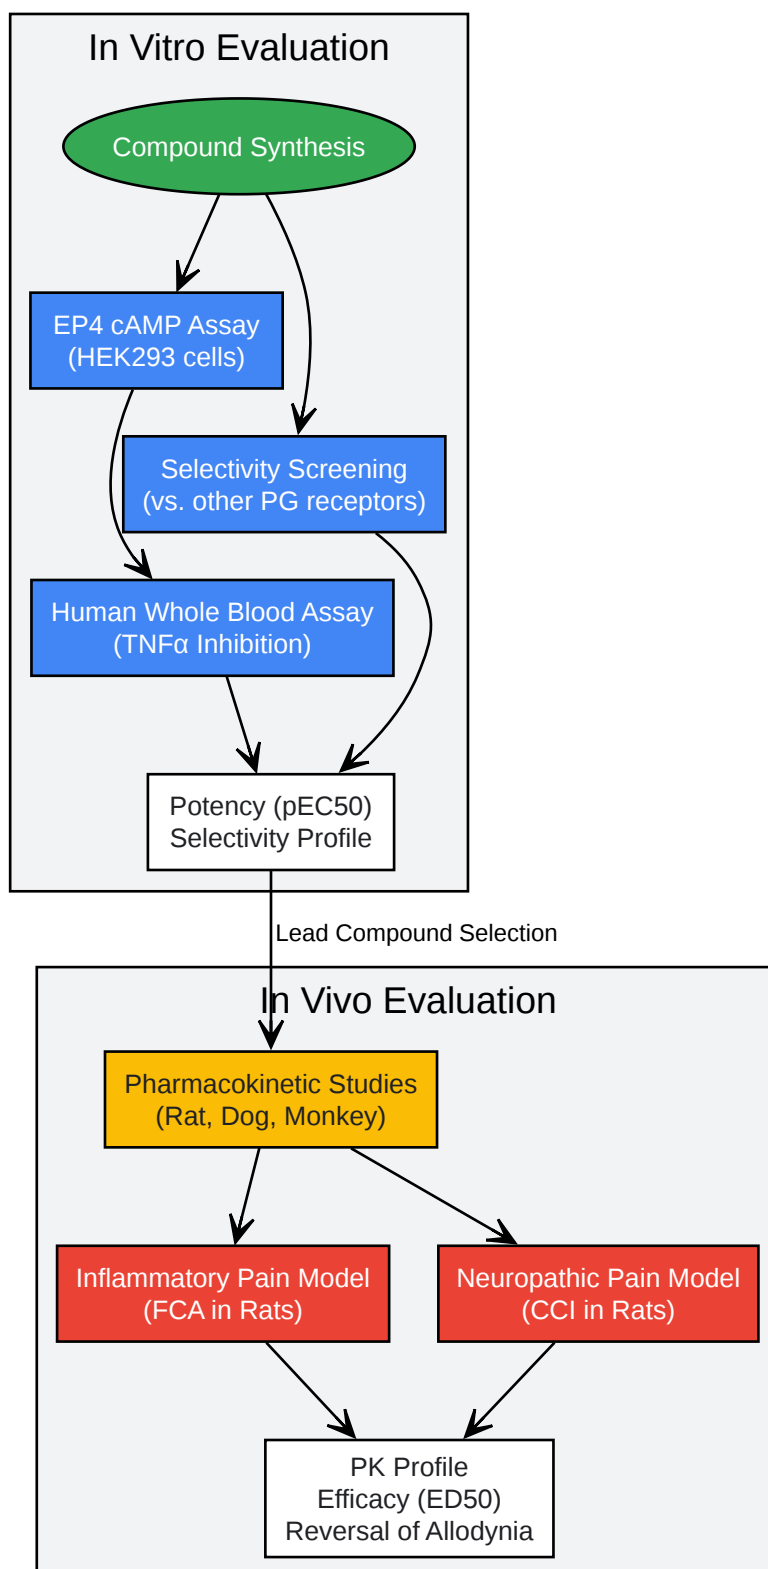 In Vitro Evaluation
Compound Synthesis
EP4 cAMP Assay
(HEK293 cells)
Selectivity Screening
(vs. other PG receptors)
Human Whole Blood Assay
(TNFα Inhibition)
Potency (pEC50)
Selectivity Profile
Lead Compound Selection
In Vivo Evaluation
Pharmacokinetic Studies
(Rat, Dog, Monkey)
Inflammatory Pain Model
(FCA in Rats)
Neuropathic Pain Model
(CCI in Rats)
PK Profile
Efficacy (ED50)
Reversal of Allodynia